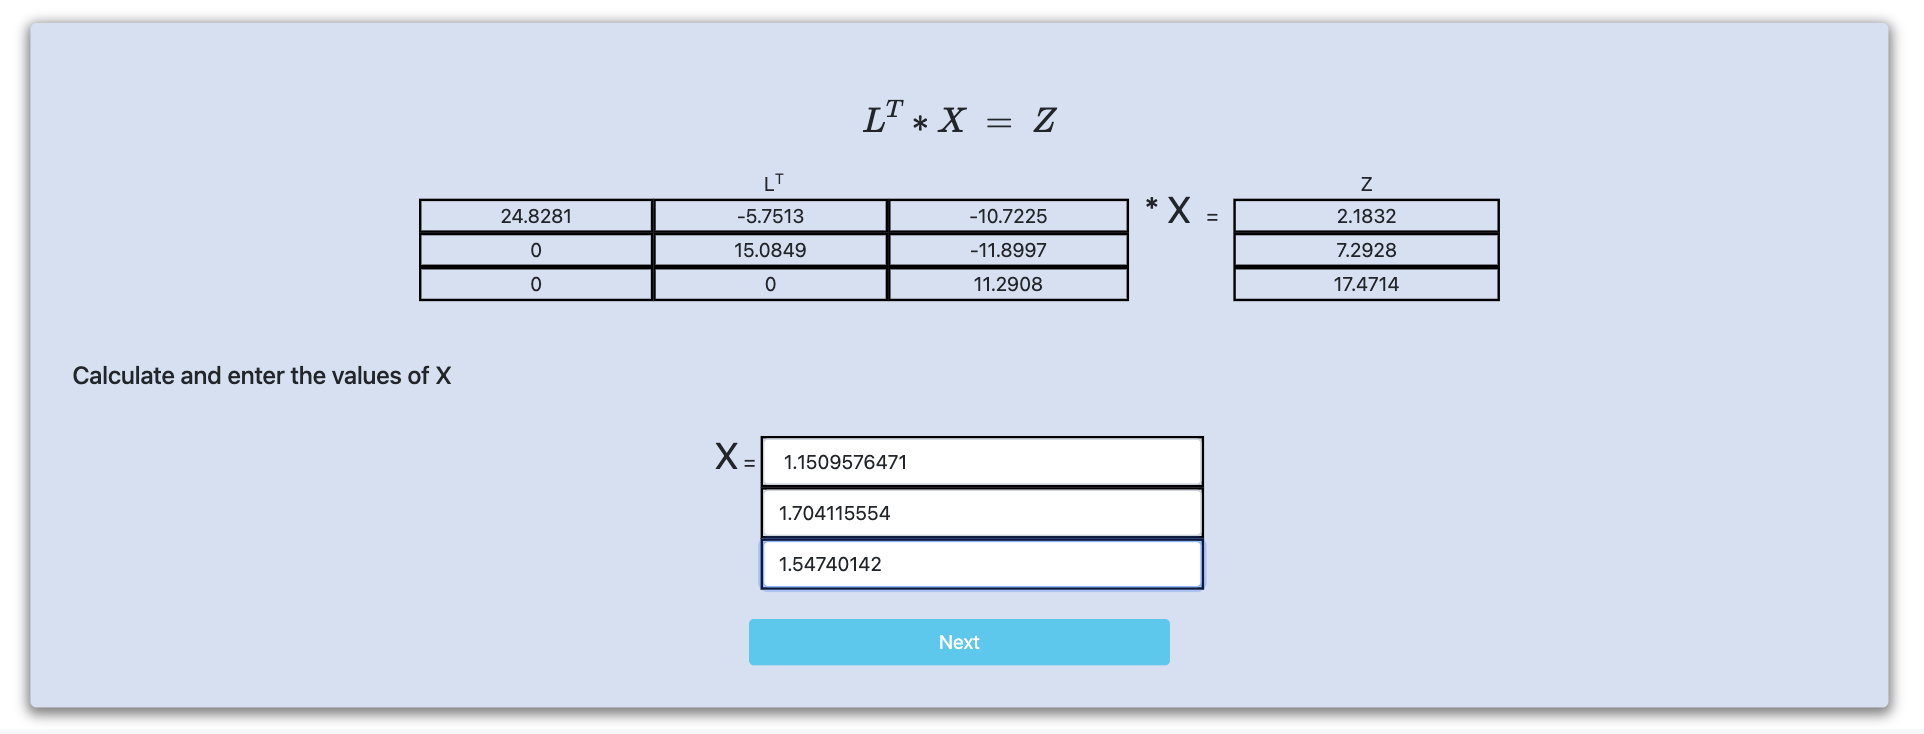 L^T * X = Z
L^T Z
24.8281 -5.7513 -10.7225 * X = 2.1832
0 15.0849 -11.8997 7.2928
0 0 11.2908 17.4714
Calculate and enter the values of X
X = 1.1509576471
1.704115554
1.54740142
Next